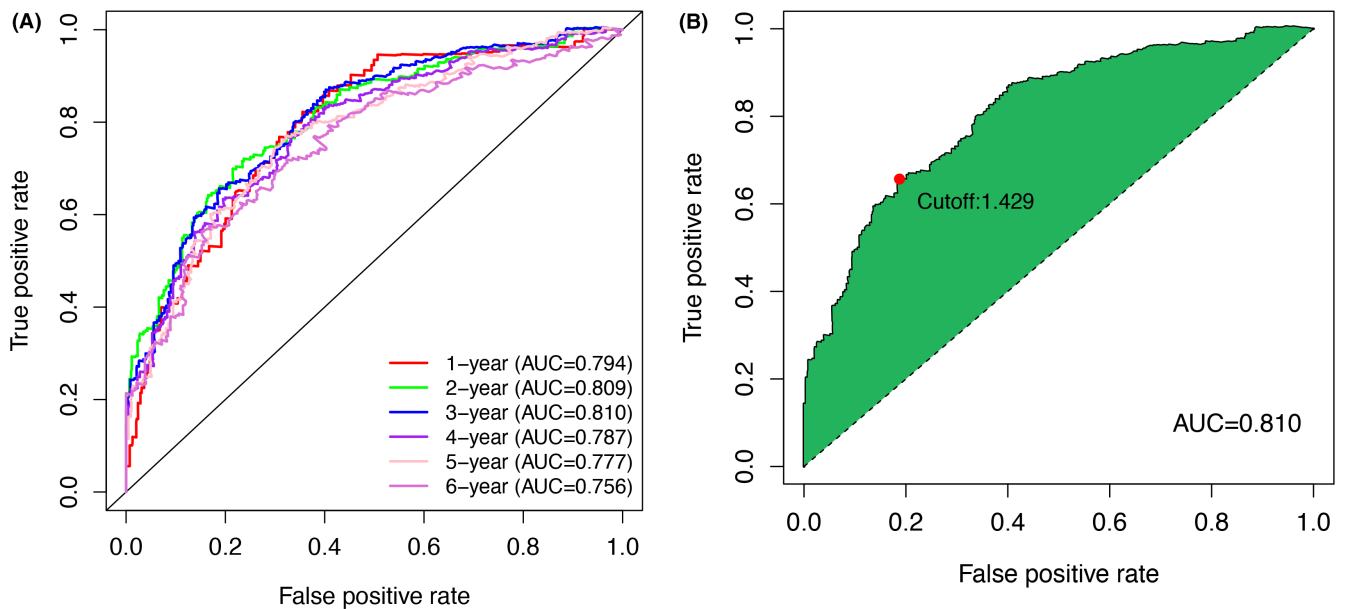 (A)
True positive rate
1.0
0.8
0.6
0.4
0.2
0.0
1−year (AUC=0.794)
2−year (AUC=0.809)
3−year (AUC=0.810)
4−year (AUC=0.787)
5−year (AUC=0.777)
6−year (AUC=0.756)
0.0 0.2 0.4 0.6 0.8 1.0
False positive rate
(B)
True positive rate
1.0
0.8
0.6
0.4
0.2
0.0
Cutoff:1.429
AUC=0.810
0.0 0.2 0.4 0.6 0.8 1.0
False positive rate